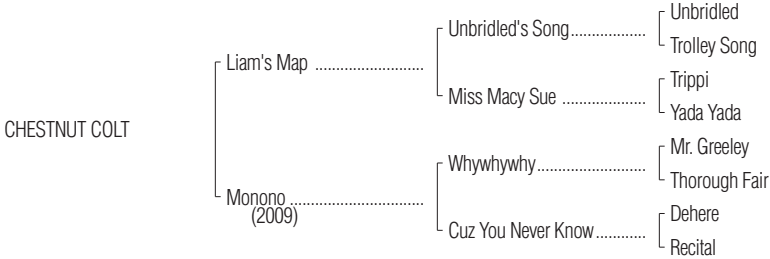 Unbridled
Unbridled's Song..................
Trolley Song
Liam's Map ..........................
Trippi
Miss Macy Sue ....................
Yada Yada
CHESTNUT COLT
Mr. Greeley
Whywhywhy..........................
Thorough Fair
Monono ................................
(2009)
Dehere
Cuz You Never Know............
Recital